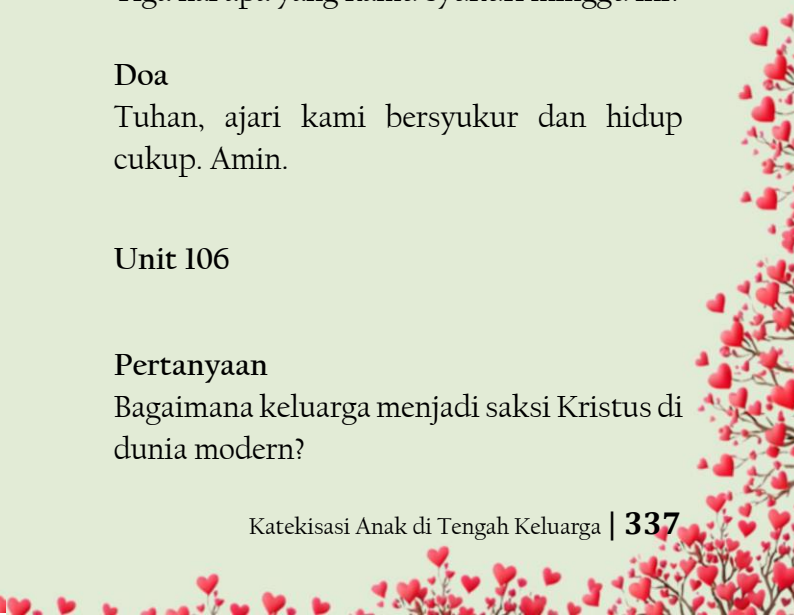 Doa
Tuhan, ajari kami bersyukur dan hidup
cukup. Amin.
Unit 106
Pertanyaan
Bagaimana keluarga menjadi saksi Kristus di
dunia modern?
Katekisasi Anak di Tengah Keluarga | 337